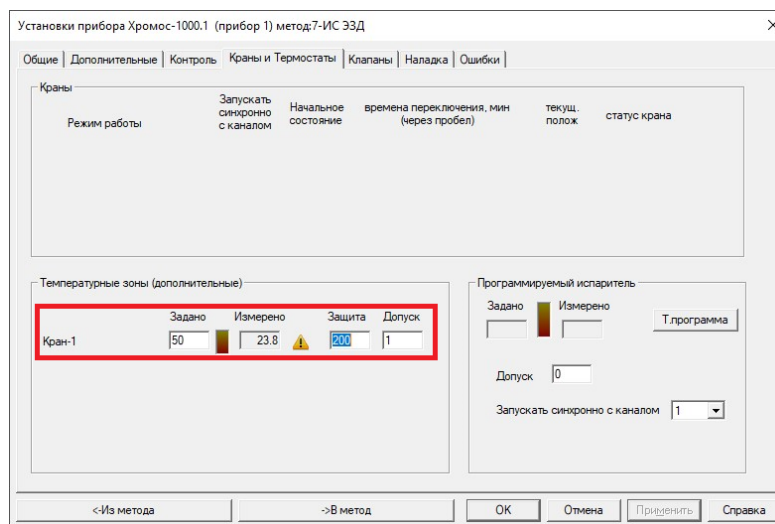 Установки прибора Хромос-1000.1 (прибор 1) метод:7-ИС ЭЗД
Общие Дополнительные Контроль Краны и Термостаты Клапаны Наладка Ошибки
Краны
Режим работы
Запускать
синхронно
с каналом
Начальное
состояние
времена переключения, мин
(через пробел)
текущ.
полож
статус крана
Температурные зоны (дополнительные)
Задано Измерено Защита Допуск
Кран-1 50 23.8 200 1
Программируемый испаритель
Задано Измерено
Т.программа
Допуск 0
Запускать синхронно с каналом 1
<-Из метода ->В метод OK Отмена Применить Справка